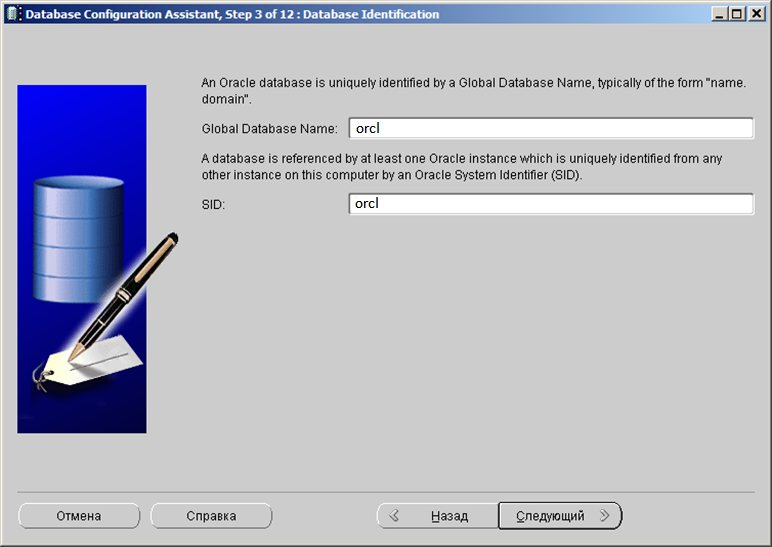 Database Configuration Assistant, Step 3 of 12 : Database Identification
An Oracle database is uniquely identified by a Global Database Name, typically of the form "name.
domain".
Global Database Name: orcl
A database is referenced by at least one Oracle instance which is uniquely identified from any
other instance on this computer by an Oracle System Identifier (SID).
SID: orcl
Отмена Справка Назад Следующий